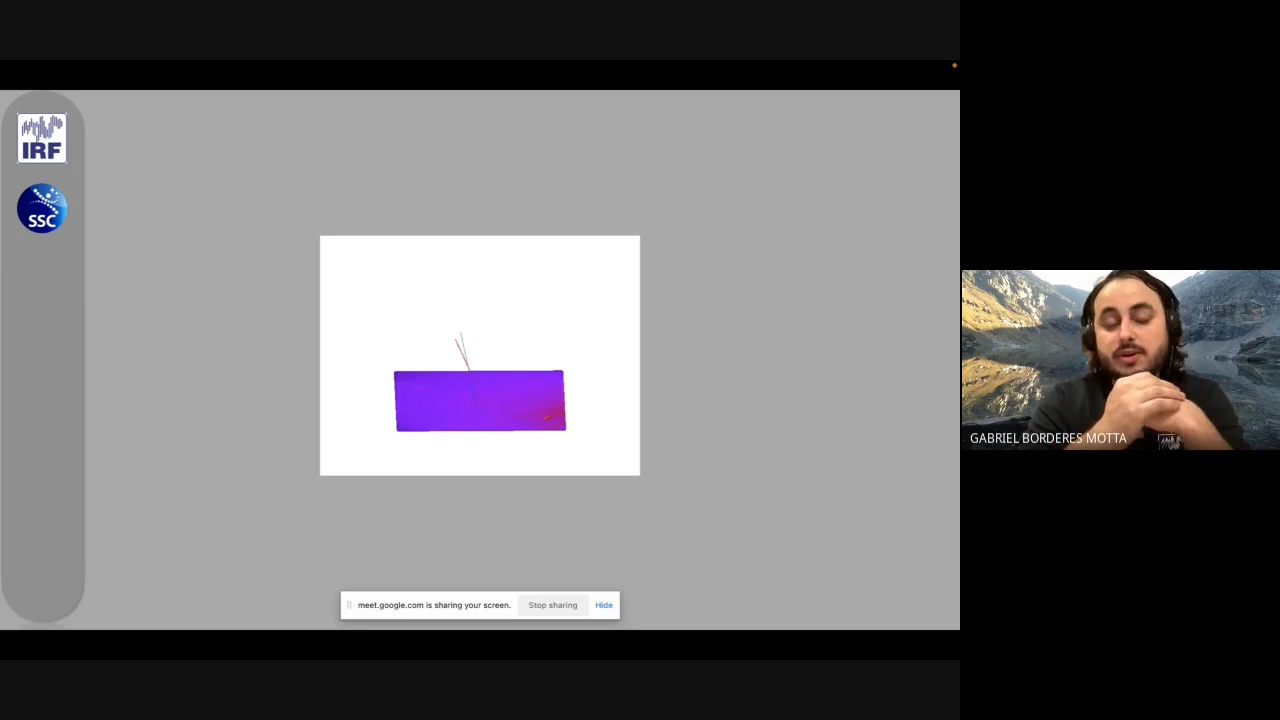 IRF
SSC
meet.google.com is sharing your screen.
Stop sharing
Hide
GABRIEL BORDERES MOTTA